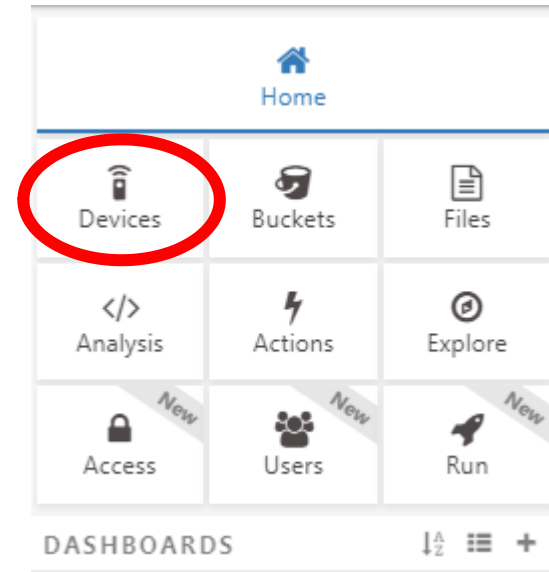 Home
Devices Buckets Files
Analysis Actions Explore
New New New
Access Users Run
DASHBOARDS A Z